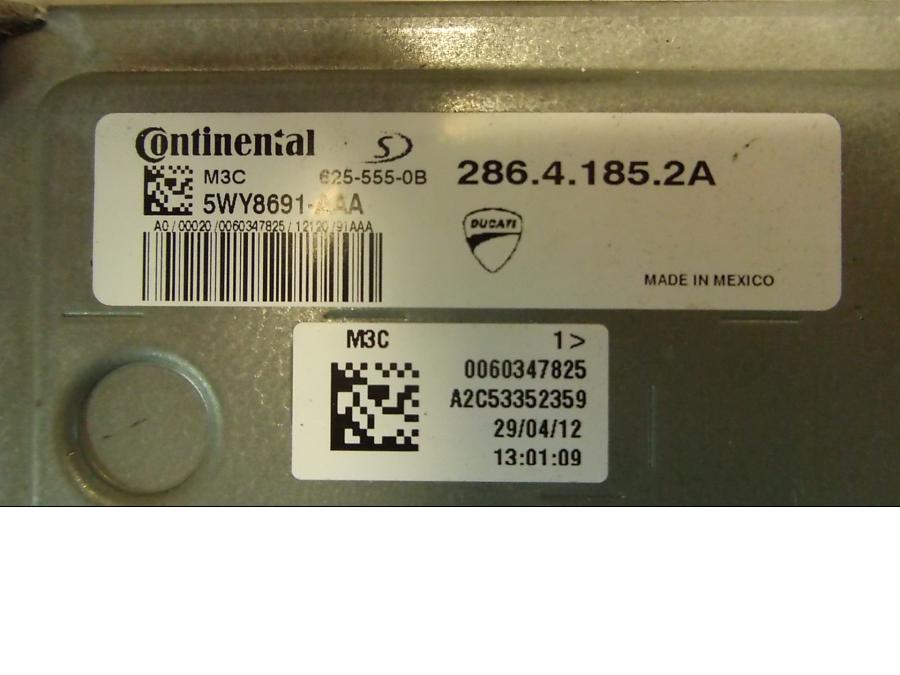 Continental
M3C 625-555-0B
5WY8691-AAA
286.4.185.2A
A0/00020/0060347825/12120/91AAA
DUCATI
MADE IN MEXICO
M3C 1>
0060347825
A2C53352359
29/04/12
13:01:09